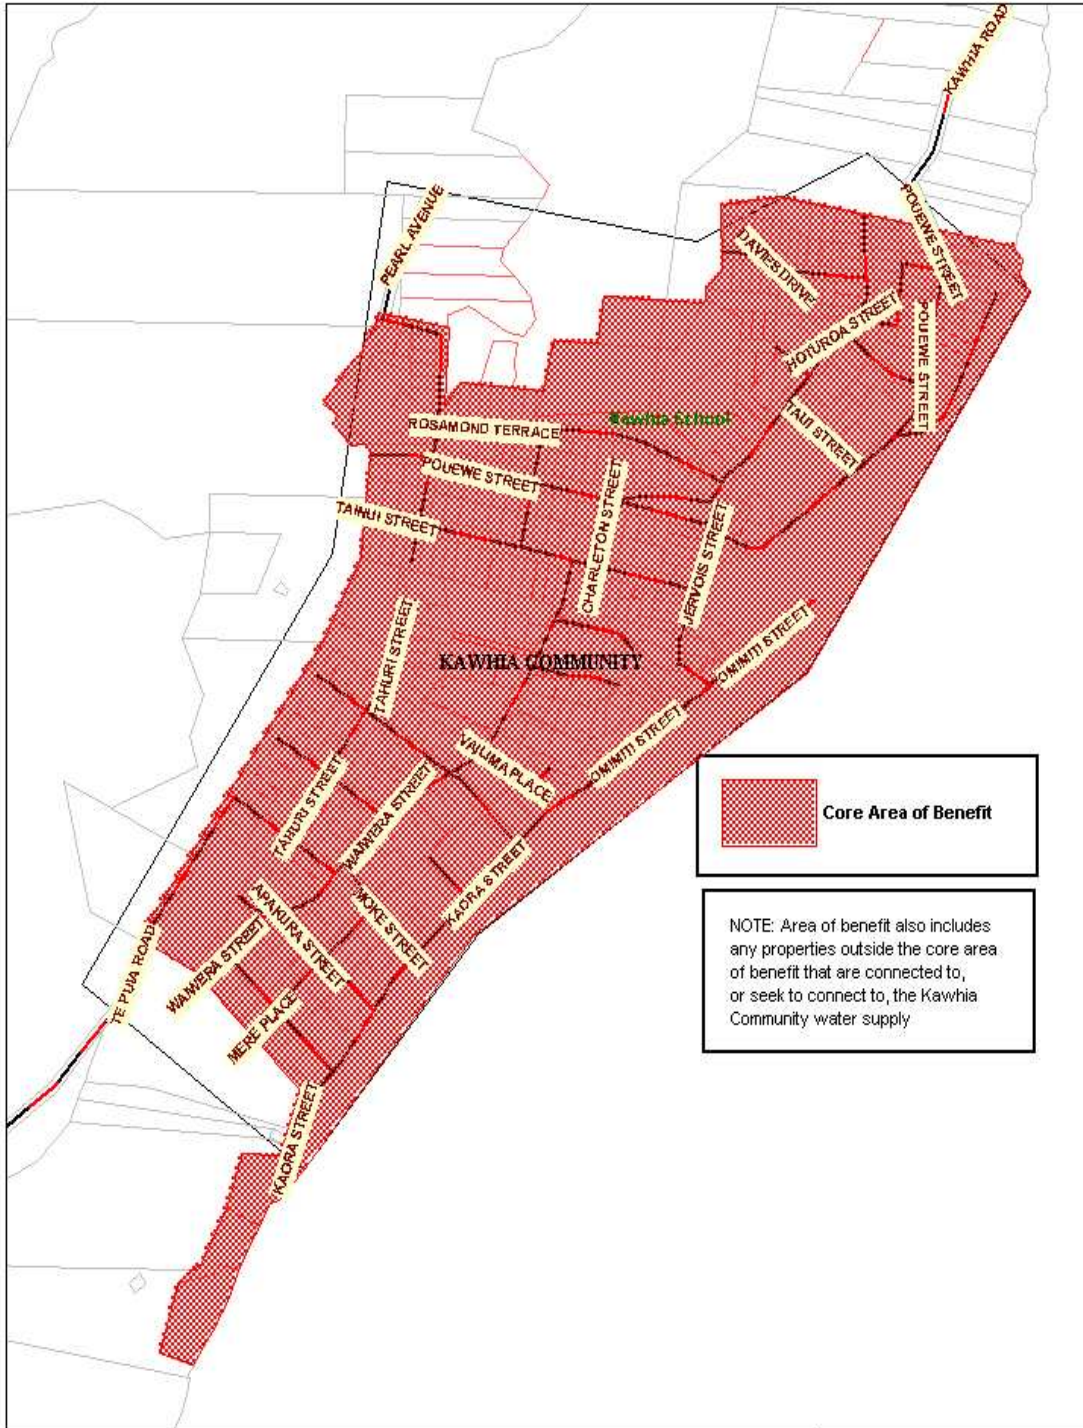 KAWHIA ROAD
PEARL AVENUE
POUEWE STREET
DAVIES DRIVE
HOTUROA STREET
POUEWE STREET
TAUI STREET
Kawhia School
ROSAMOND TERRACE
POUEWE STREET
TAINUI STREET
CHARLETON STREET
JERVOIS STREET
OMIMITI STREET
TAHURI STREET
KAWHIA COMMUNITY
OMIMITI STREET
VAILIMA PLACE
TAHURI STREET
WAIWERA STREET
Core Area of Benefit
KAORA STREET
MOKE STREET
APAKURA STREET
WAIWERA STREET
TE PUIA ROAD
MERE PLACE
KAORA STREET
NOTE: Area of benefit also includes
any properties outside the core area
of benefit that are connected to,
or seek to connect to, the Kawhia
Community water supply